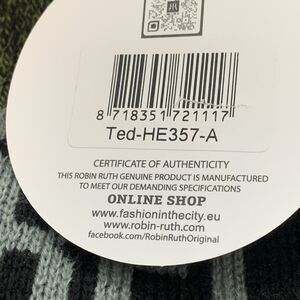 8 718351 721117
Ted-HE357-A
CERTIFICATE OF AUTHENTICITY
THIS ROBIN RUTH GENUINE PRODUCT IS MANUFACTURED
TO MEET OUR DEMANDING SPECIFICATIONS
ONLINE SHOP
www.fashioninthecity.eu
www.robin-ruth.com
facebook.com/RobinRuthOriginal